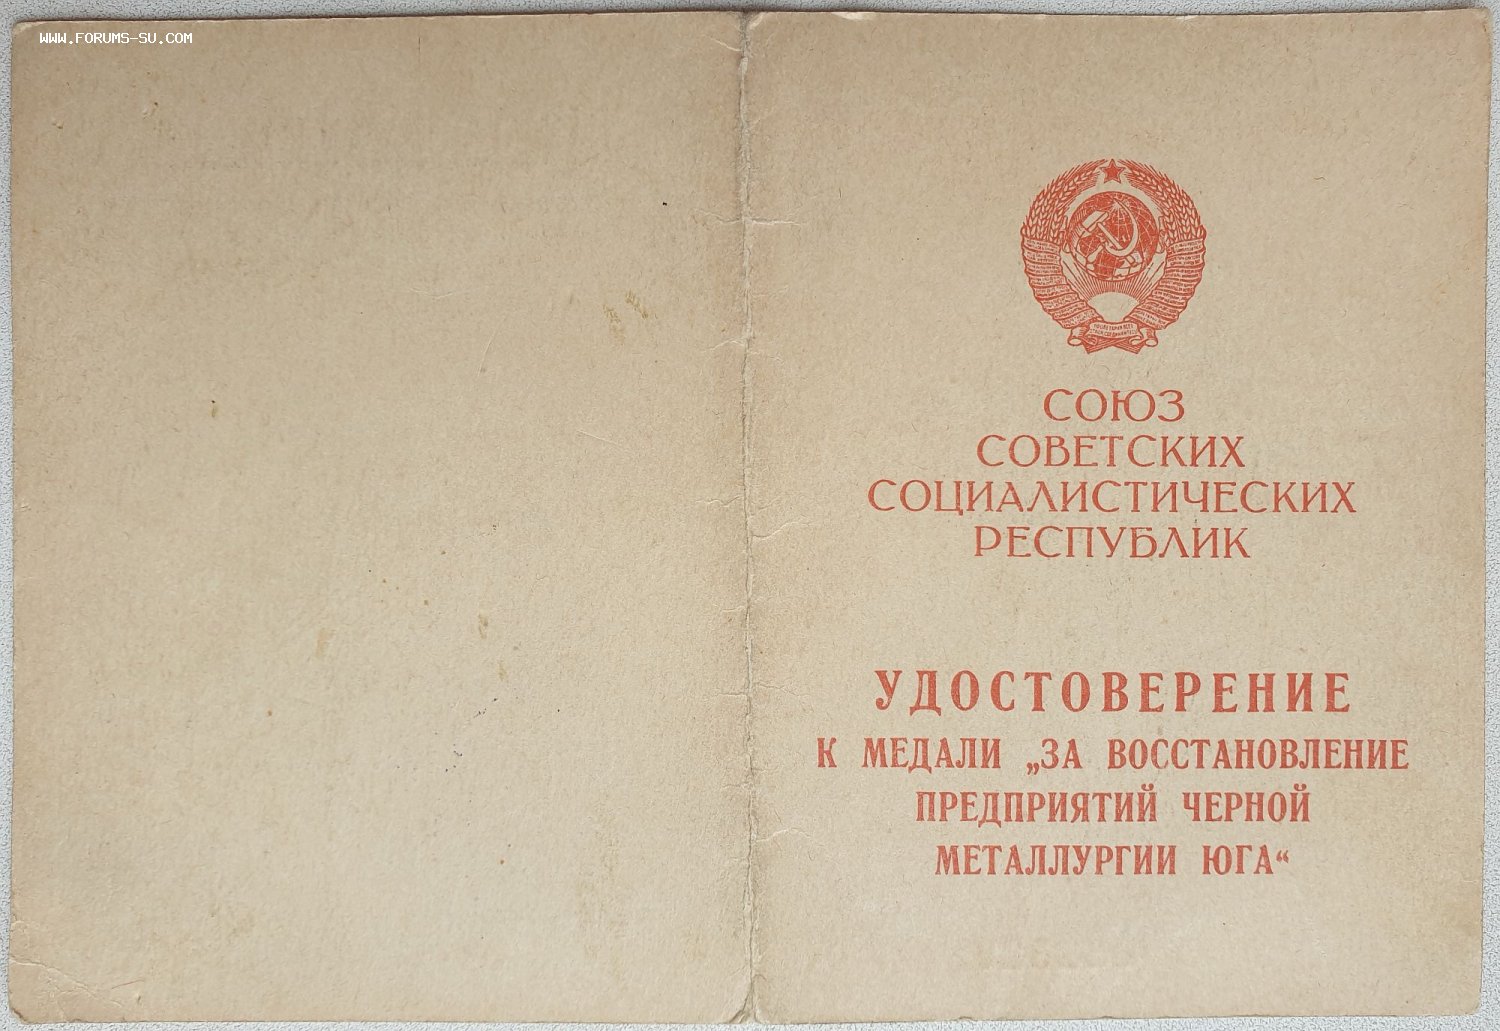 www.forums-su.com
СОЮЗ
СОВЕТСКИХ
СОЦИАЛИСТИЧЕСКИХ
РЕСПУБЛИК
УДОСТОВЕРЕНИЕ
К МЕДАЛИ „ЗА ВОССТАНОВЛЕНИЕ
ПРЕДПРИЯТИЙ ЧЕРНОЙ
МЕТАЛЛУРГИИ ЮГА“